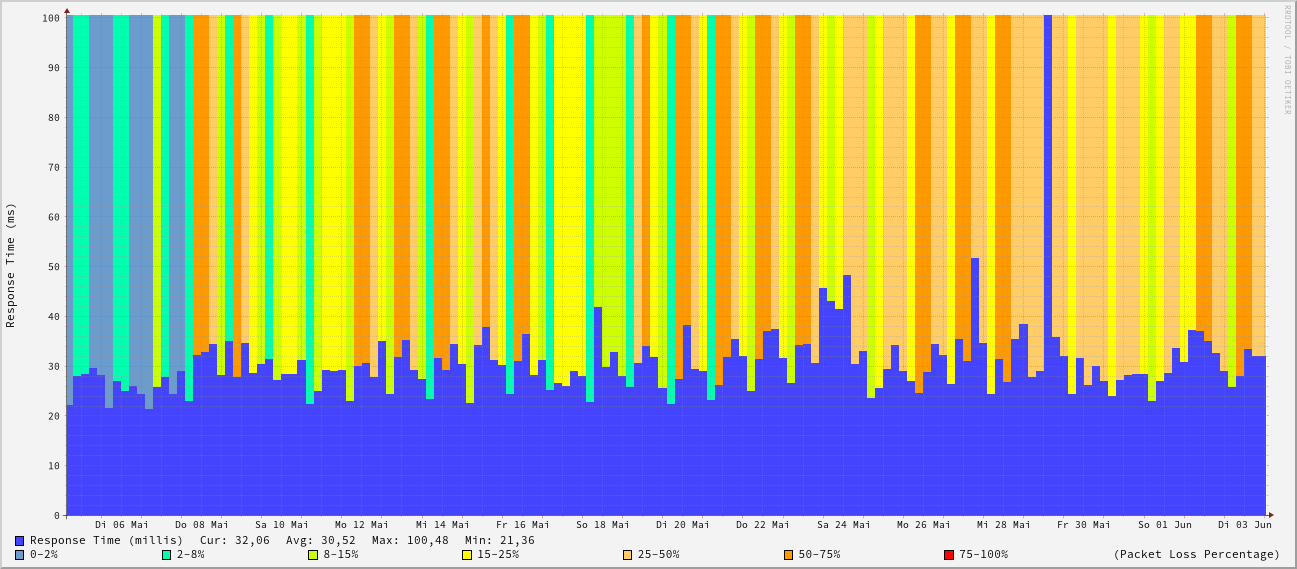 RRDTOOL / TOBI OETIKER
Response Time (ms)
100
90
80
70
60
50
40
30
20
10
0
Di 06 Mai Do 08 Mai Sa 10 Mai Mo 12 Mai Mi 14 Mai Fr 16 Mai So 18 Mai Di 20 Mai Do 22 Mai Sa 24 Mai Mo 26 Mai Mi 28 Mai Fr 30 Mai So 01 Jun Di 03 Jun
Response Time (millis) Cur: 32,06 Avg: 30,52 Max: 100,48 Min: 21,36
0-2% 2-8% 8-15% 15-25% 25-50% 50-75% 75-100% (Packet Loss Percentage)